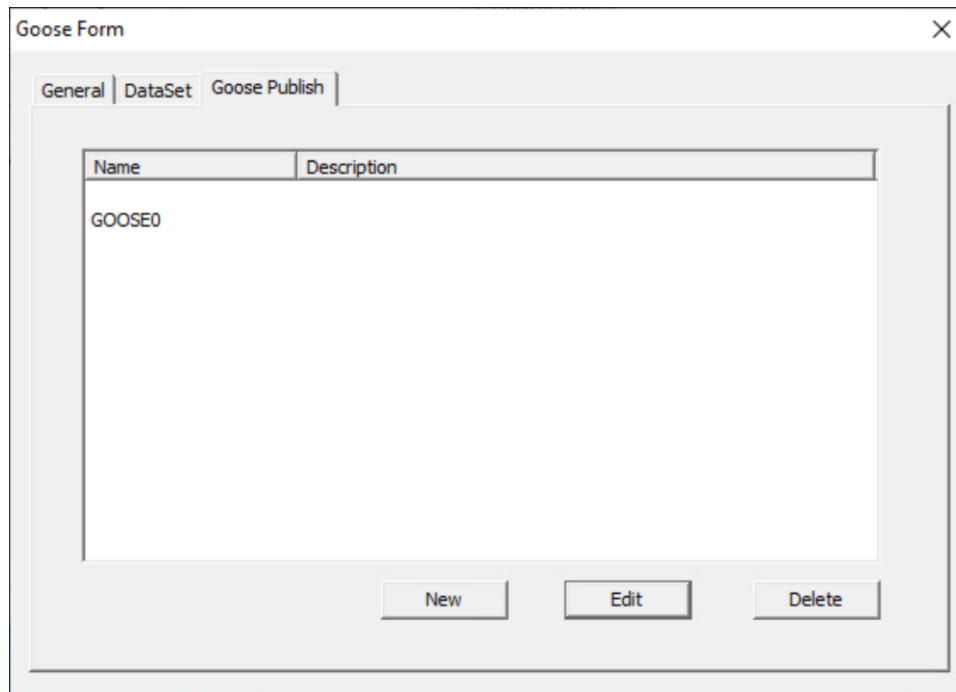 Goose Form
General DataSet Goose Publish
Name Description
GOOSE0
New Edit Delete